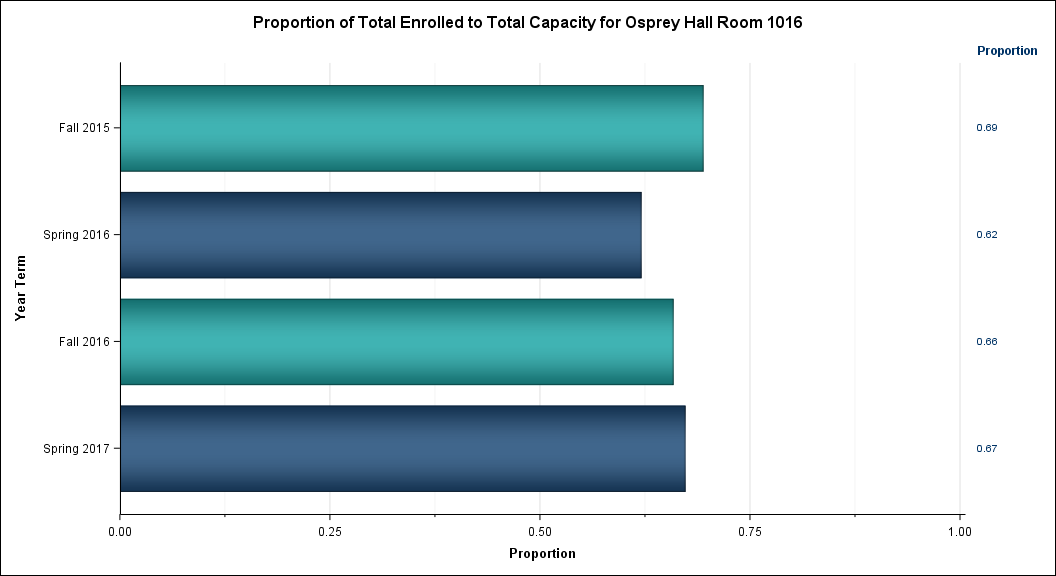 Proportion of Total Enrolled to Total Capacity for Osprey Hall Room 1016
Proportion
Fall 2015 0.69
Spring 2016 0.62
Year Term
Fall 2016 0.66
Spring 2017 0.67
0.00 0.25 0.50 0.75 1.00
Proportion